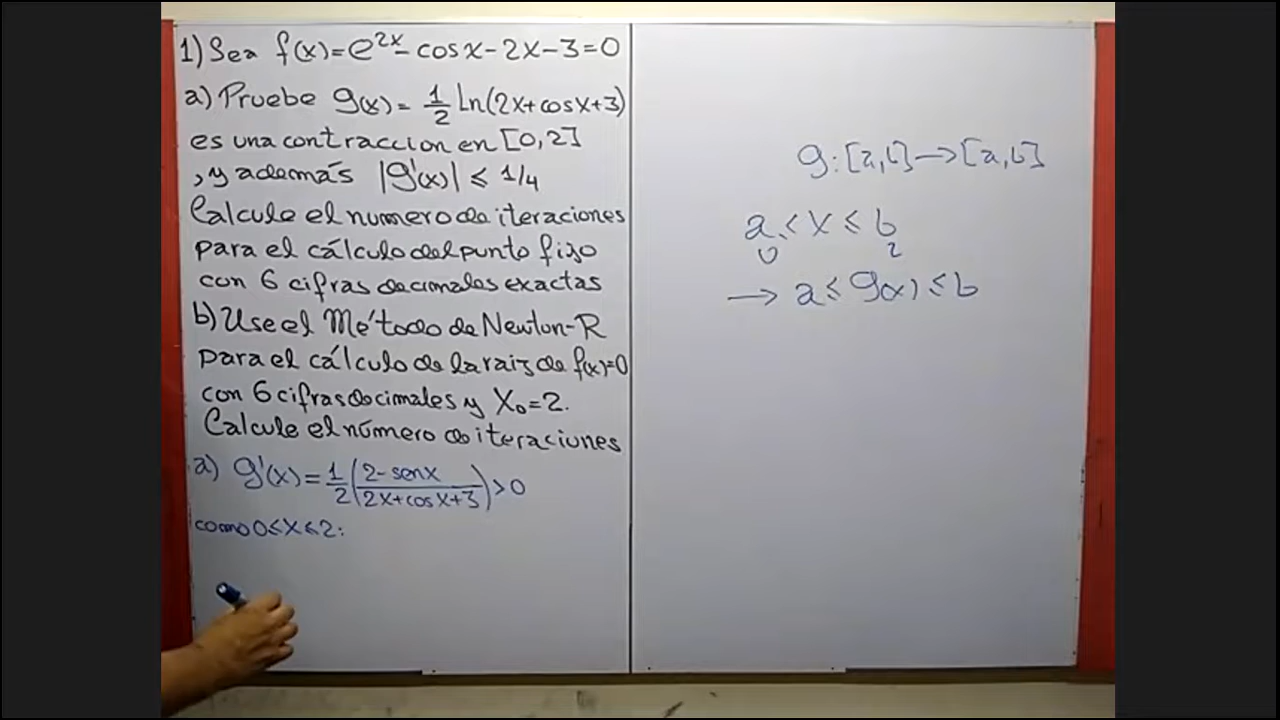 1) Sea f(x)=e^{2x}-cosx-2x-3=0
a) Pruebe g(x)=1/2 Ln(2x+cosx+3)
es una contraccion en [0,2]
, y además |g'(x)| ≤ 1/4
Calcule el numero de iteraciones
para el cálculo del punto fijo
con 6 cifras decimales exactas
b) Use el Método de Newton-R
para el cálculo de la raiz de f(x)=0
con 6 cifras decimales y X₀=2.
Calcule el número de iteraciones
a) g'(x)=1/2(2-senx/2x+cosx+3)>0
como 0≤x≤2:
g:[a,b]→[a,b]
a≤x≤b
0 2
→ a≤g(x)≤b